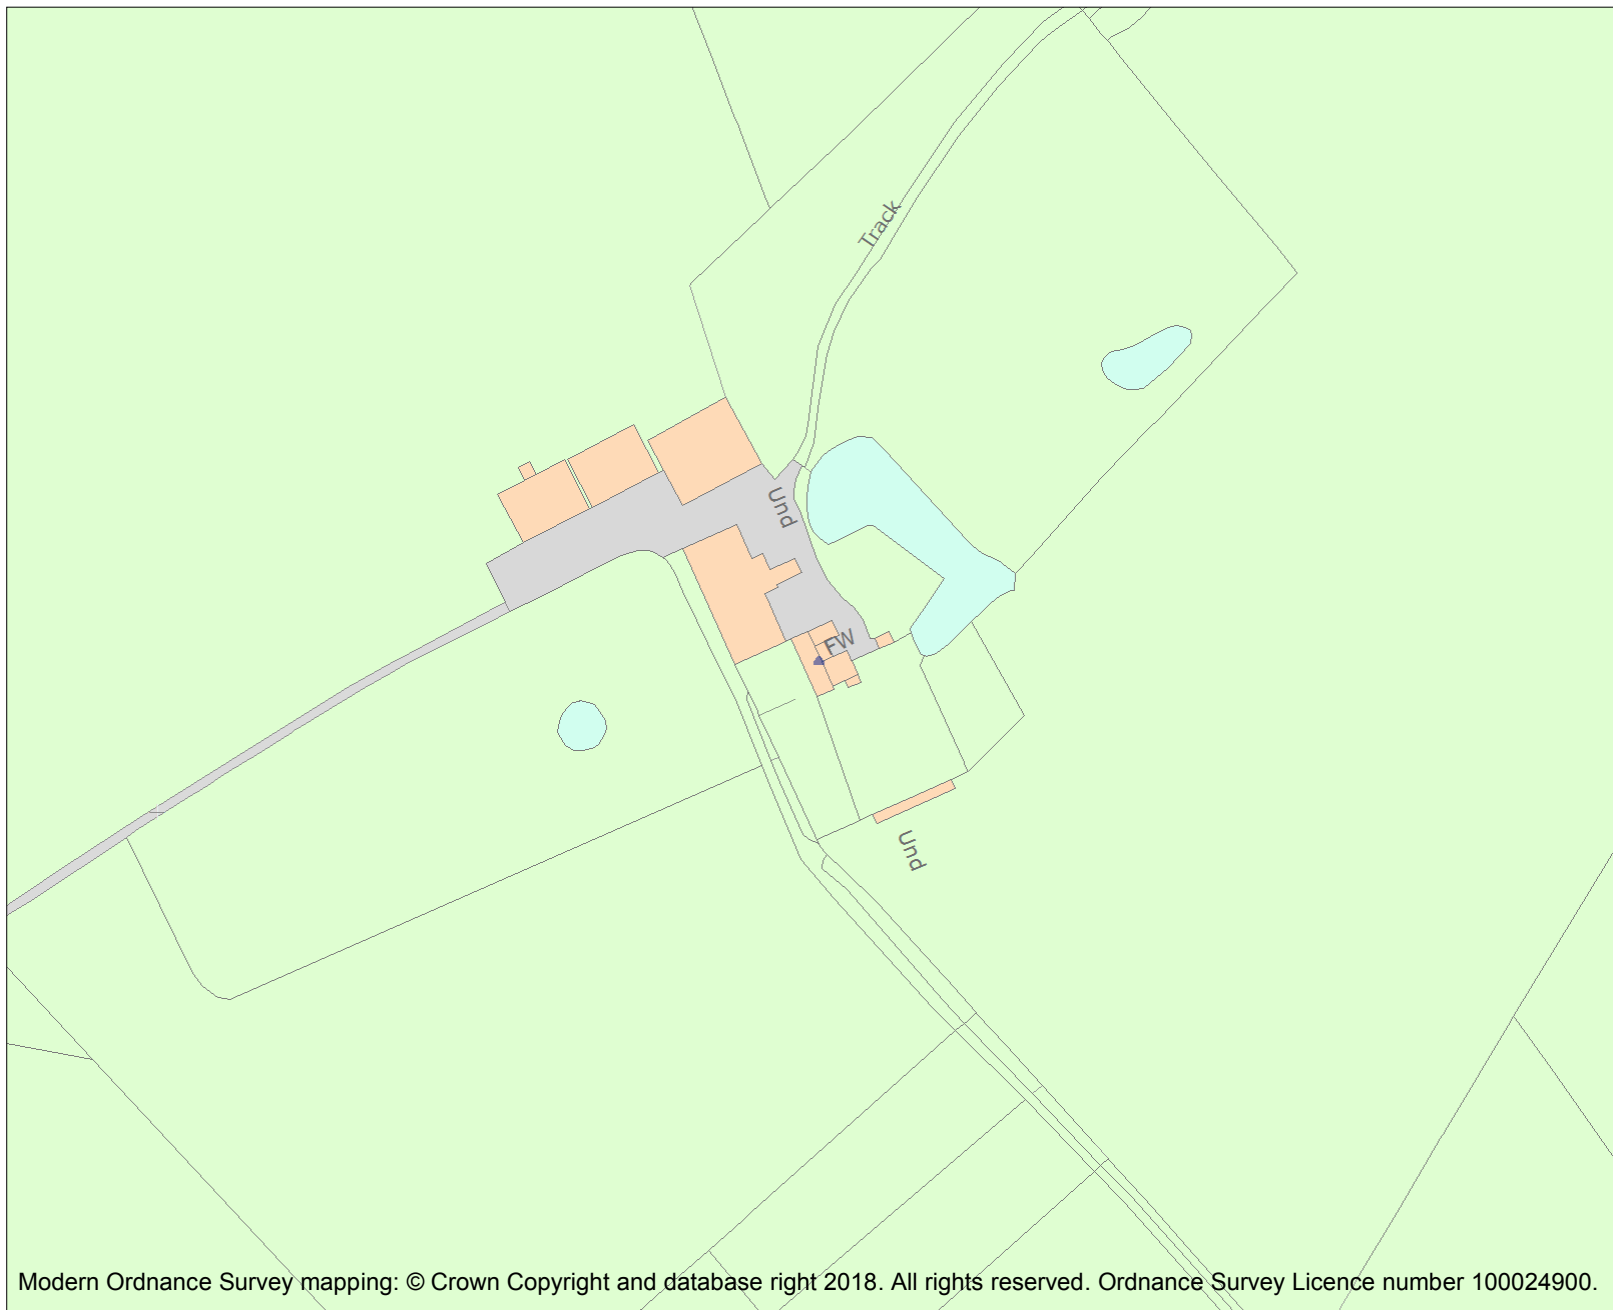 Track
Und
FW
Und
Modern Ordnance Survey mapping: © Crown Copyright and database right 2018. All rights reserved. Ordnance Survey Licence number 100024900.